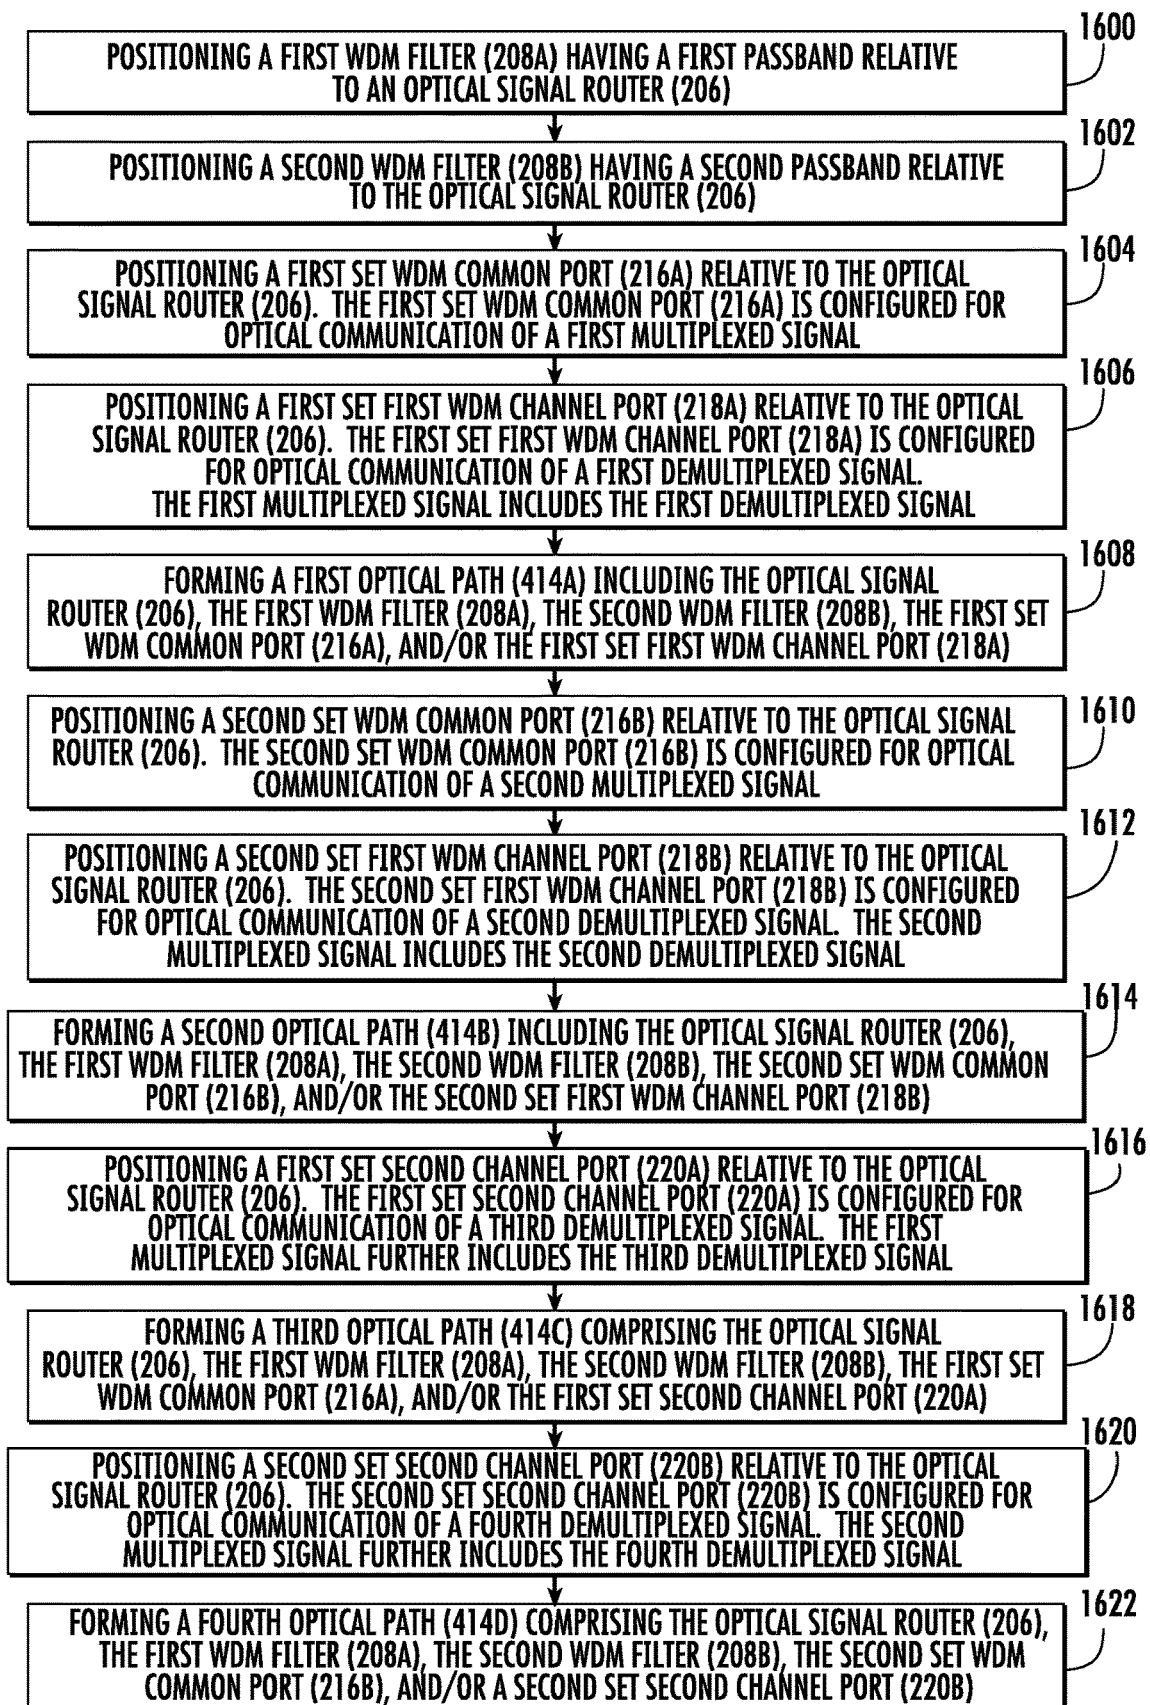 1600
POSITIONING A FIRST WDM FILTER (208A) HAVING A FIRST PASSBAND RELATIVE
TO AN OPTICAL SIGNAL ROUTER (206)
1602
POSITIONING A SECOND WDM FILTER (208B) HAVING A SECOND PASSBAND RELATIVE
TO THE OPTICAL SIGNAL ROUTER (206)
1604
POSITIONING A FIRST SET WDM COMMON PORT (216A) RELATIVE TO THE OPTICAL
SIGNAL ROUTER (206). THE FIRST SET WDM COMMON PORT (216A) IS CONFIGURED FOR
OPTICAL COMMUNICATION OF A FIRST MULTIPLEXED SIGNAL
1606
POSITIONING A FIRST SET FIRST WDM CHANNEL PORT (218A) RELATIVE TO THE OPTICAL
SIGNAL ROUTER (206). THE FIRST SET FIRST WDM CHANNEL PORT (218A) IS CONFIGURED
FOR OPTICAL COMMUNICATION OF A FIRST DEMULTIPLEXED SIGNAL.
THE FIRST MULTIPLEXED SIGNAL INCLUDES THE FIRST DEMULTIPLEXED SIGNAL
1608
FORMING A FIRST OPTICAL PATH (414A) INCLUDING THE OPTICAL SIGNAL
ROUTER (206), THE FIRST WDM FILTER (208A), THE SECOND WDM FILTER (208B), THE FIRST SET
WDM COMMON PORT (216A), AND/OR THE FIRST SET FIRST WDM CHANNEL PORT (218A)
1610
POSITIONING A SECOND SET WDM COMMON PORT (216B) RELATIVE TO THE OPTICAL SIGNAL
ROUTER (206). THE SECOND SET WDM COMMON PORT (216B) IS CONFIGURED FOR OPTICAL
COMMUNICATION OF A SECOND MULTIPLEXED SIGNAL
1612
POSITIONING A SECOND SET FIRST WDM CHANNEL PORT (218B) RELATIVE TO THE OPTICAL
SIGNAL ROUTER (206). THE SECOND SET FIRST WDM CHANNEL PORT (218B) IS CONFIGURED
FOR OPTICAL COMMUNICATION OF A SECOND DEMULTIPLEXED SIGNAL. THE SECOND
MULTIPLEXED SIGNAL INCLUDES THE SECOND DEMULTIPLEXED SIGNAL
1614
FORMING A SECOND OPTICAL PATH (414B) INCLUDING THE OPTICAL SIGNAL ROUTER (206),
THE FIRST WDM FILTER (208A), THE SECOND WDM FILTER (208B), THE SECOND SET WDM COMMON
PORT (216B), AND/OR THE SECOND SET FIRST WDM CHANNEL PORT (218B)
1616
POSITIONING A FIRST SET SECOND CHANNEL PORT (220A) RELATIVE TO THE OPTICAL
SIGNAL ROUTER (206). THE FIRST SET SECOND CHANNEL PORT (220A) IS CONFIGURED FOR
OPTICAL COMMUNICATION OF A THIRD DEMULTIPLEXED SIGNAL. THE FIRST
MULTIPLEXED SIGNAL FURTHER INCLUDES THE THIRD DEMULTIPLEXED SIGNAL
1618
FORMING A THIRD OPTICAL PATH (414C) COMPRISING THE OPTICAL SIGNAL
ROUTER (206), THE FIRST WDM FILTER (208A), THE SECOND WDM FILTER (208B), THE FIRST SET
WDM COMMON PORT (216A), AND/OR THE FIRST SET SECOND CHANNEL PORT (220A)
1620
POSITIONING A SECOND SET SECOND CHANNEL PORT (220B) RELATIVE TO THE OPTICAL
SIGNAL ROUTER (206). THE SECOND SET SECOND CHANNEL PORT (220B) IS CONFIGURED FOR
OPTICAL COMMUNICATION OF A FOURTH DEMULTIPLEXED SIGNAL. THE SECOND
MULTIPLEXED SIGNAL FURTHER INCLUDES THE FOURTH DEMULTIPLEXED SIGNAL
1622
FORMING A FOURTH OPTICAL PATH (414D) COMPRISING THE OPTICAL SIGNAL ROUTER (206),
THE FIRST WDM FILTER (208A), THE SECOND WDM FILTER (208B), THE SECOND SET WDM
COMMON PORT (216B), AND/OR A SECOND SET SECOND CHANNEL PORT (220B)